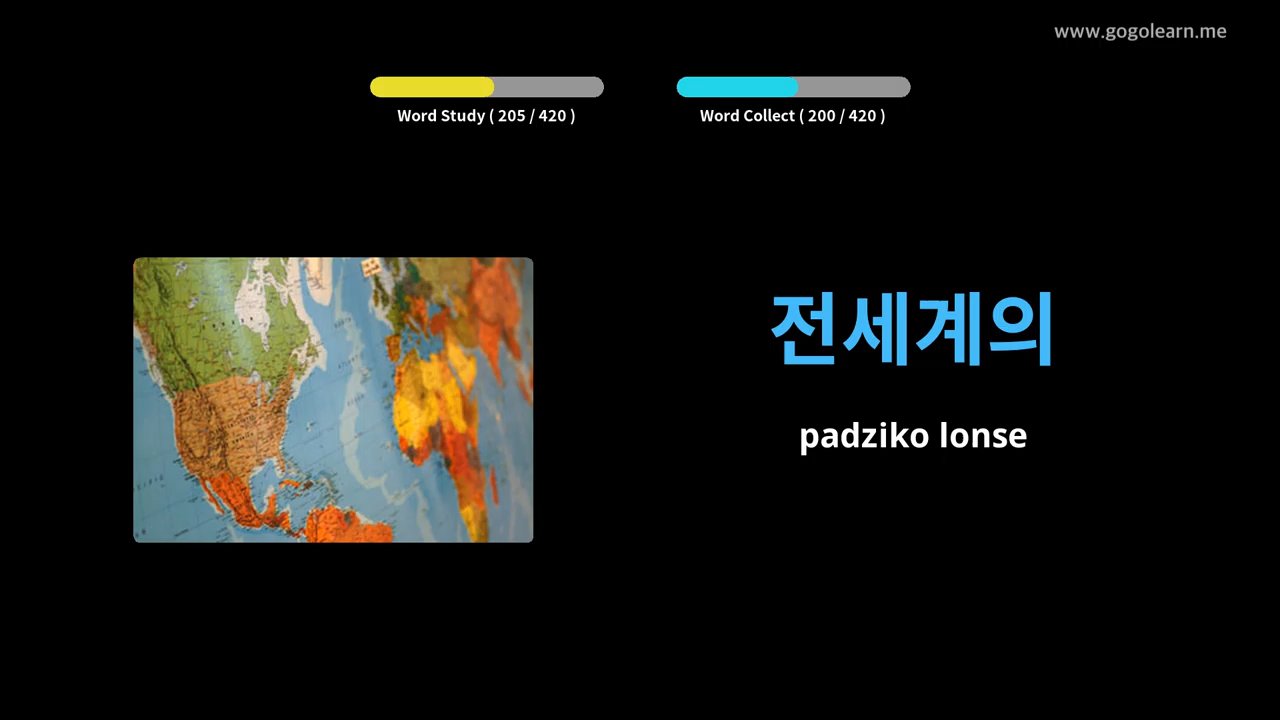 www.gogolearn.me
Word Study ( 205 / 420 )
Word Collect ( 200 / 420 )
전세계의
padziko lonse